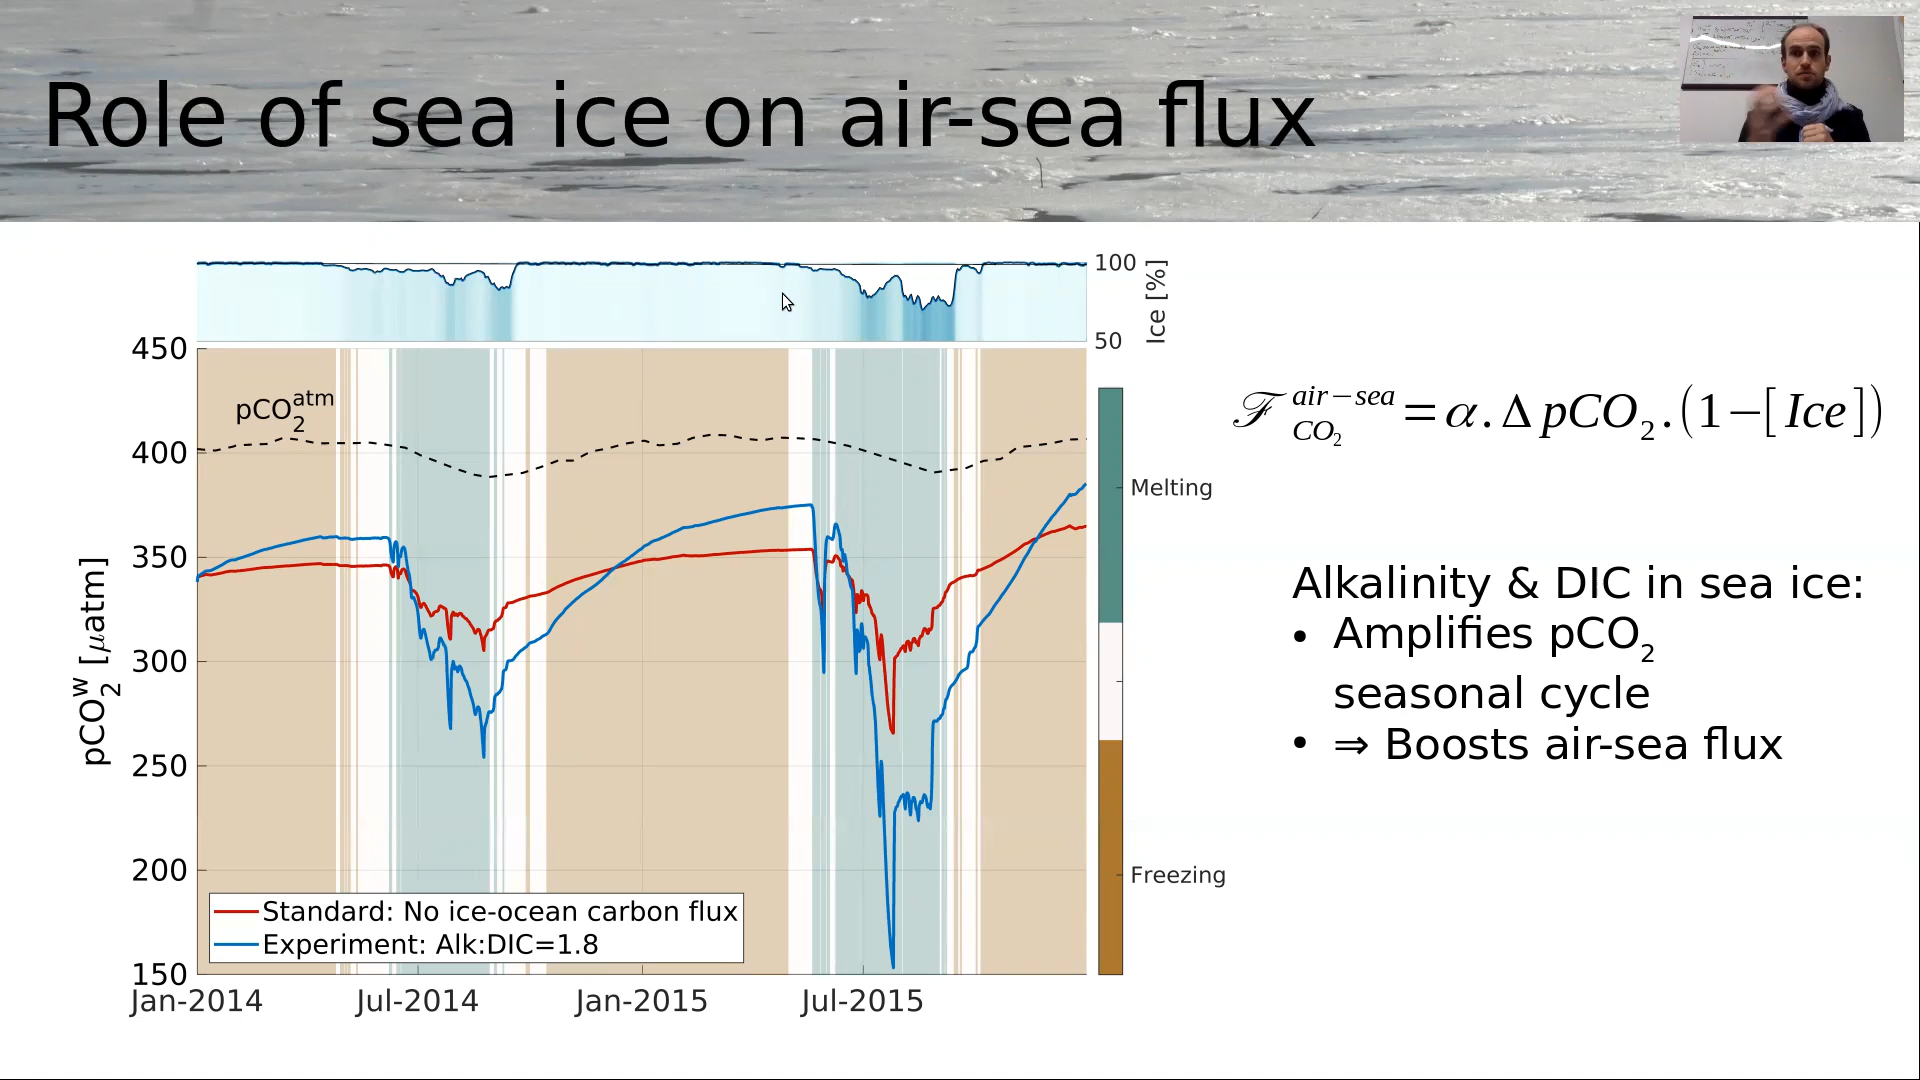 Role of sea ice on air-sea flux
100
Ice [%]
50
450
pCO₂ᵃᵗᵐ
400
350
300
250
200
150
pCO₂ʷ [μatm]
Melting
Freezing
Standard: No ice-ocean carbon flux
Experiment: Alk:DIC=1.8
Jan-2014
Jul-2014
Jan-2015
Jul-2015
ℱ_{CO₂}^{air−sea} = α . Δ pCO₂ . (1−[Ice])
Alkalinity & DIC in sea ice:
• Amplifies pCO₂
seasonal cycle
• ⇒ Boosts air-sea flux